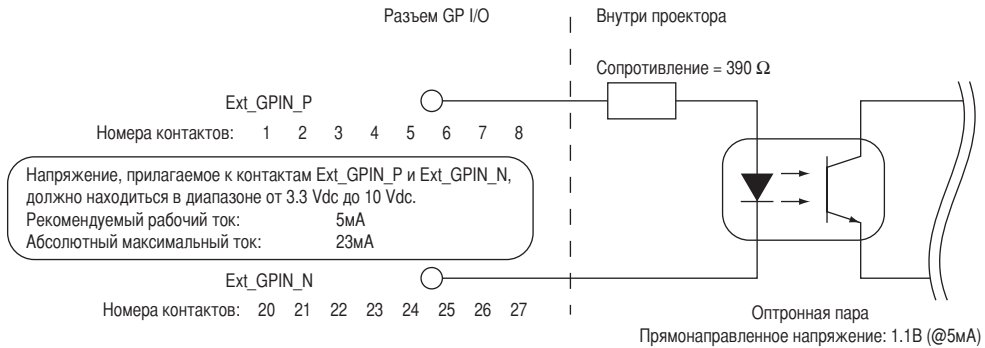 Разъем GP I/O
Внутри проектора
Сопротивление = 390 Ω
Ext_GPIN_P
Номера контактов: 1 2 3 4 5 6 7 8
Напряжение, прилагаемое к контактам Ext_GPIN_P и Ext_GPIN_N,
должно находиться в диапазоне от 3.3 Vdc до 10 Vdc.
Рекомендуемый рабочий ток: 5мА
Абсолютный максимальный ток: 23мА
Ext_GPIN_N
Номера контактов: 20 21 22 23 24 25 26 27
Оптронная пара
Прямонаправленное напряжение: 1.1В (@5мА)